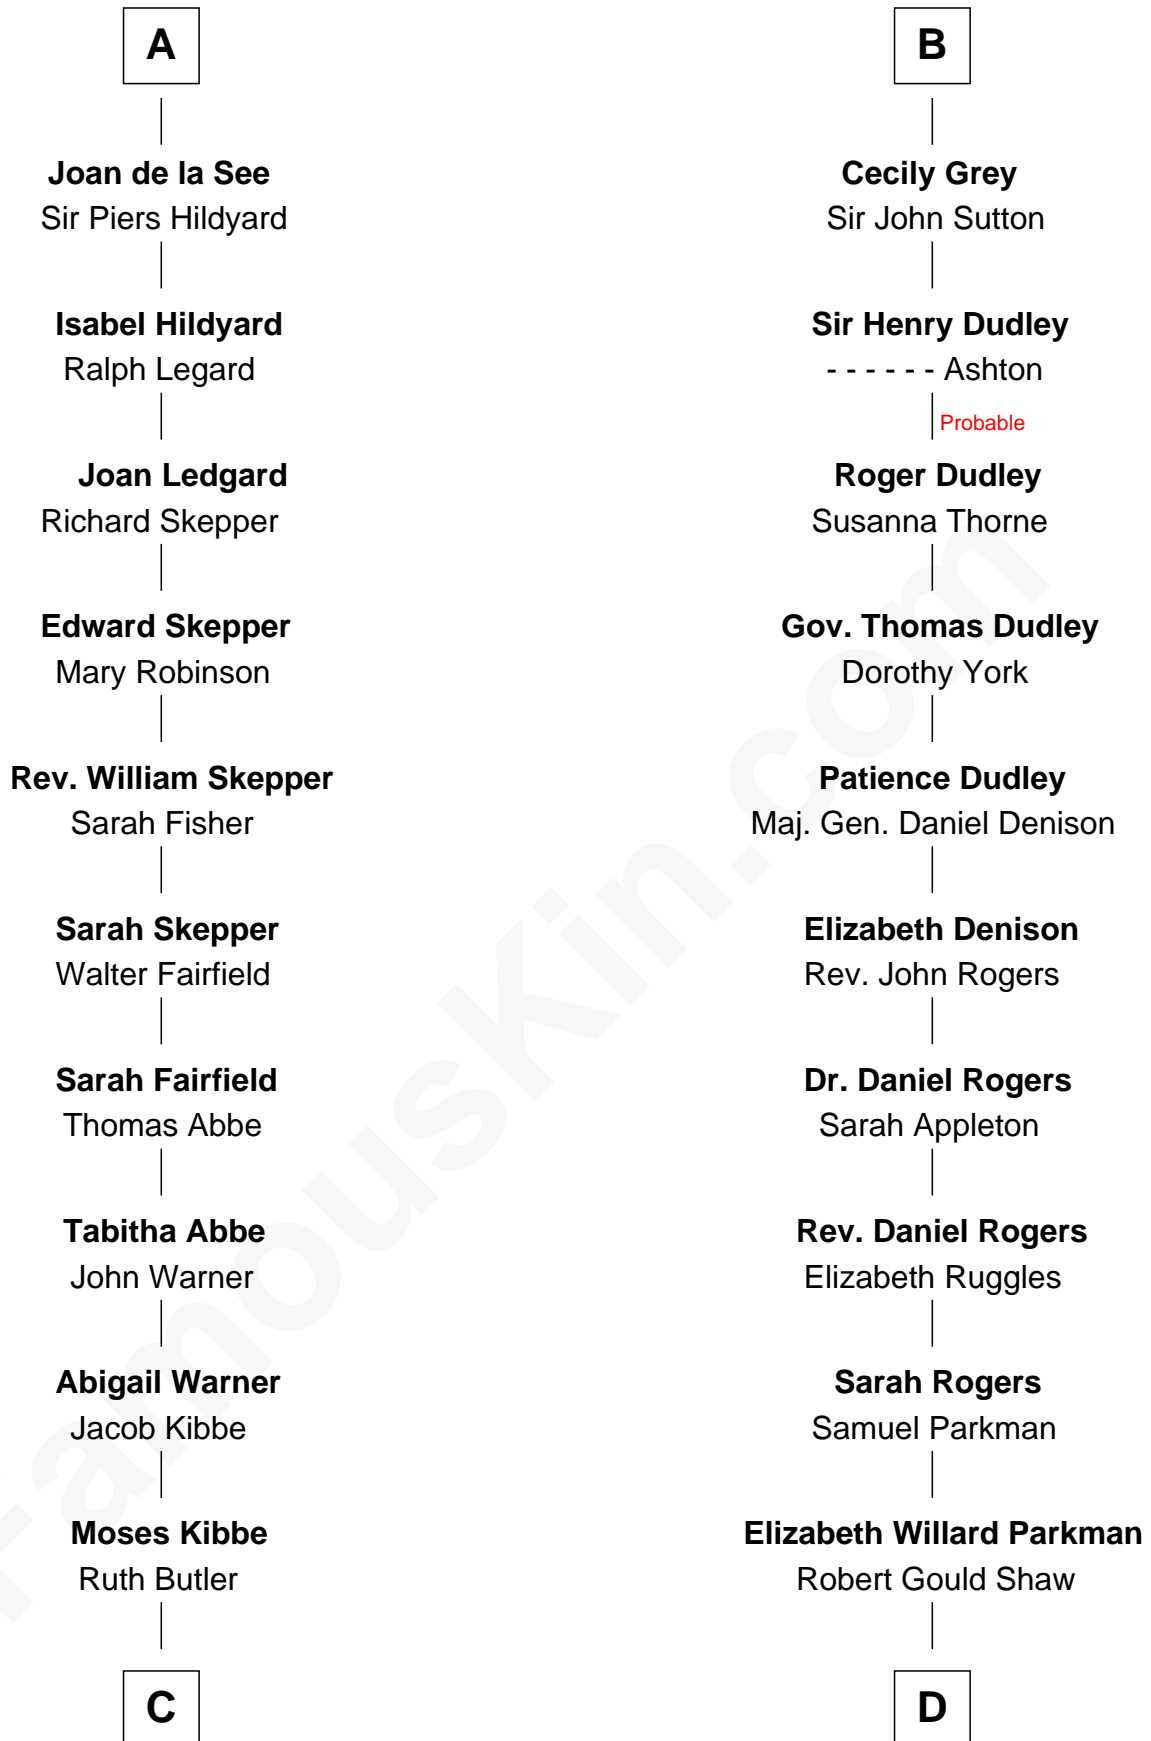 A
Joan de la See
Sir Piers Hildyard
Isabel Hildyard
Ralph Legard
Joan Ledgard
Richard Skepper
Edward Skepper
Mary Robinson
Rev. William Skepper
Sarah Fisher
Sarah Skepper
Walter Fairfield
Sarah Fairfield
Thomas Abbe
Tabitha Abbe
John Warner
Abigail Warner
Jacob Kibbe
Moses Kibbe
Ruth Butler
C
B
Cecily Grey
Sir John Sutton
Sir Henry Dudley
- - - - - - Ashton
Probable
Roger Dudley
Susanna Thorne
Gov. Thomas Dudley
Dorothy York
Patience Dudley
Maj. Gen. Daniel Denison
Elizabeth Denison
Rev. John Rogers
Dr. Daniel Rogers
Sarah Appleton
Rev. Daniel Rogers
Elizabeth Ruggles
Sarah Rogers
Samuel Parkman
Elizabeth Willard Parkman
Robert Gould Shaw
D
FamousKin.com